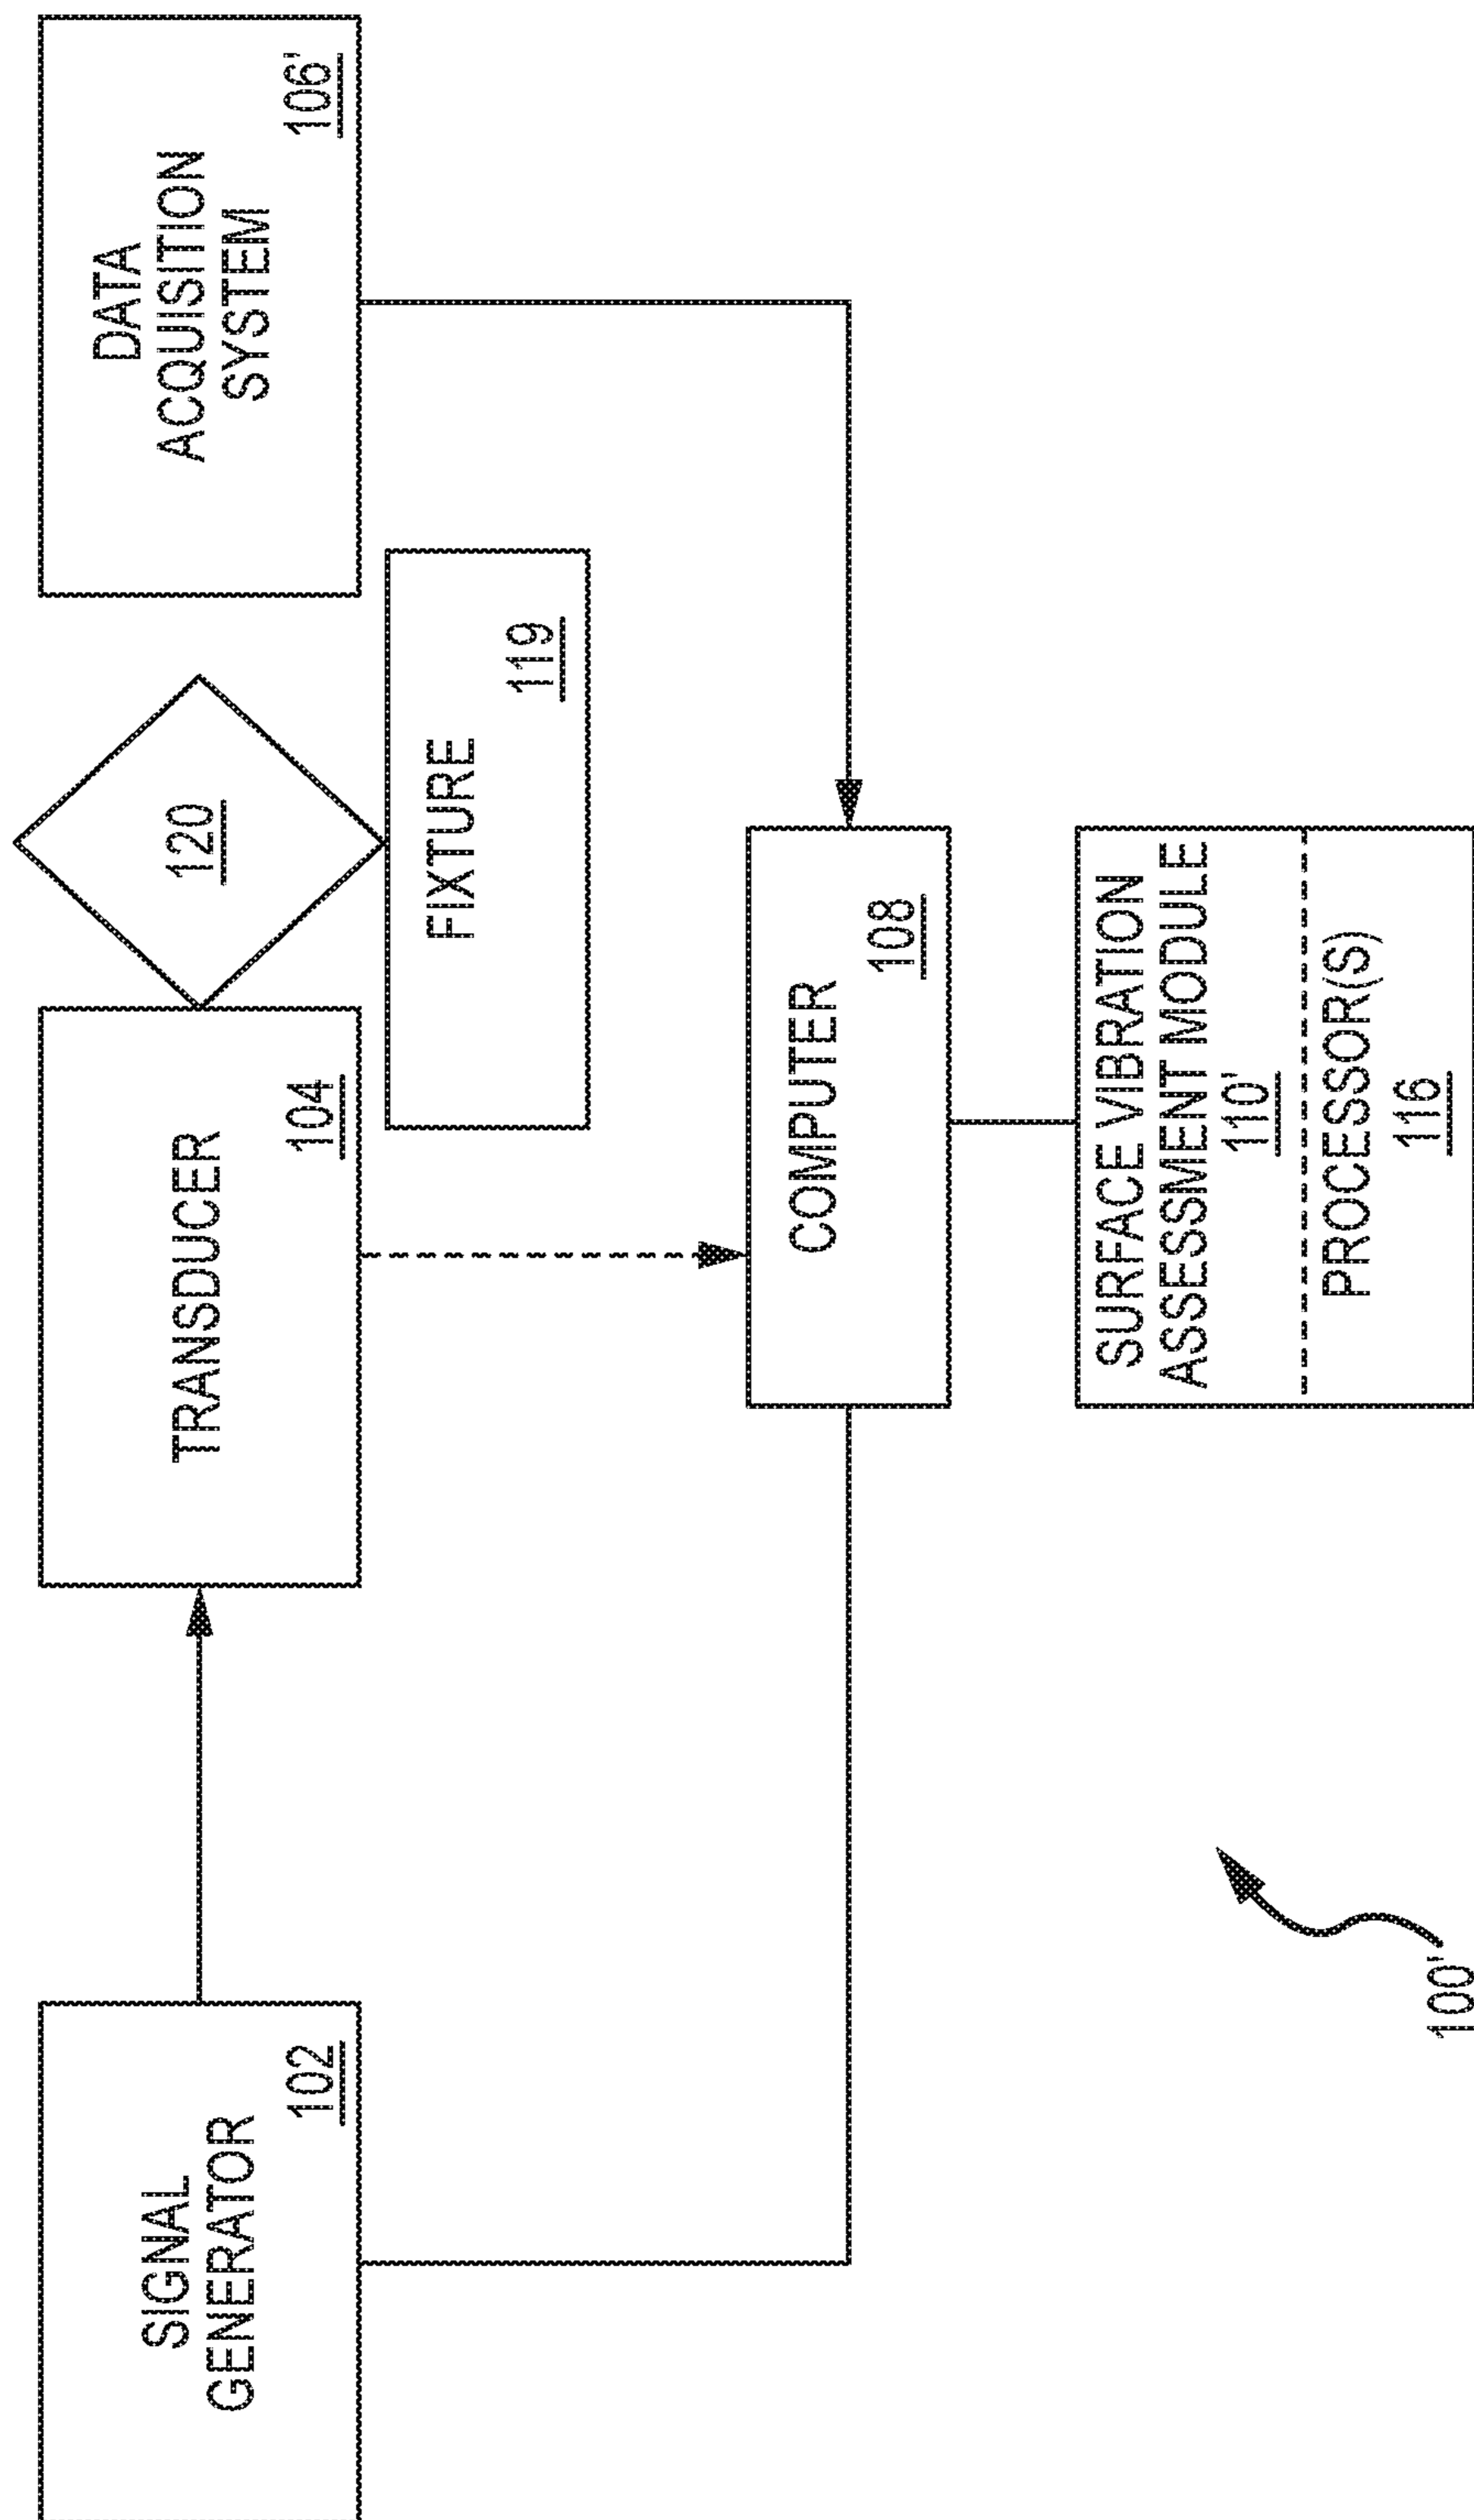 SIGNAL
GENERATOR
102
TRANSDUCER
104
120
FIXTURE
119
DATA
ACQUISITION
SYSTEM
106'
COMPUTER
108
SURFACE VIBRATION
ASSESSMENT MODULE
110'
PROCESSOR(S)
116
100'